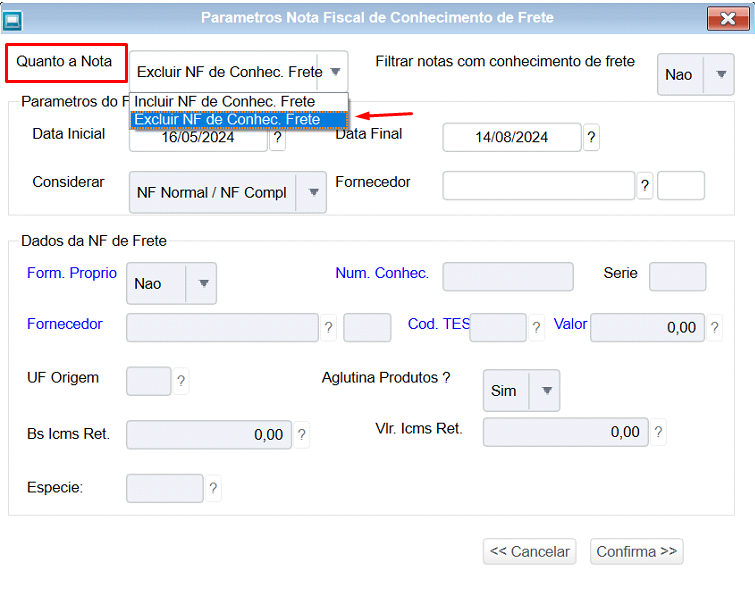 Parametros Nota Fiscal de Conhecimento de Frete
Quanto a Nota
Excluir NF de Conhec. Frete
Filtrar notas com conhecimento de frete
Nao
Incluir NF de Conhec. Frete
Excluir NF de Conhec. Frete
Parametros do F
Data Inicial
16/05/2024
?
Data Final
14/08/2024
?
Considerar
NF Normal / NF Compl
Fornecedor
?
Dados da NF de Frete
Form. Proprio
Nao
Num. Conhec.
Serie
Fornecedor
?
Cod. TES
?
Valor
0,00
?
UF Origem
?
Aglutina Produtos ?
Sim
Bs Icms Ret.
0,00
?
Vlr. Icms Ret.
0,00
?
Especie:
?
<< Cancelar
Confirma >>